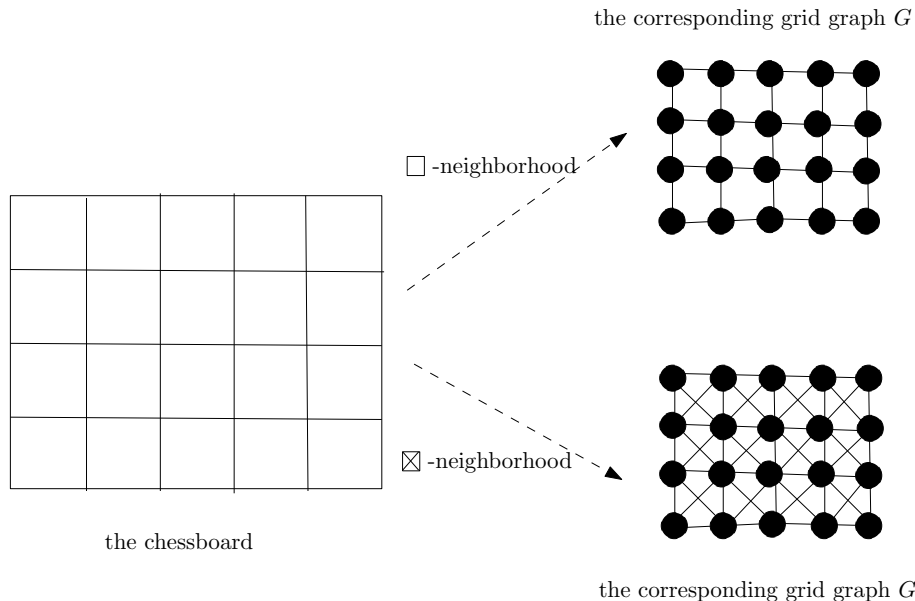 the corresponding grid graph G
□ -neighborhood
⊠ -neighborhood
the chessboard
the corresponding grid graph G